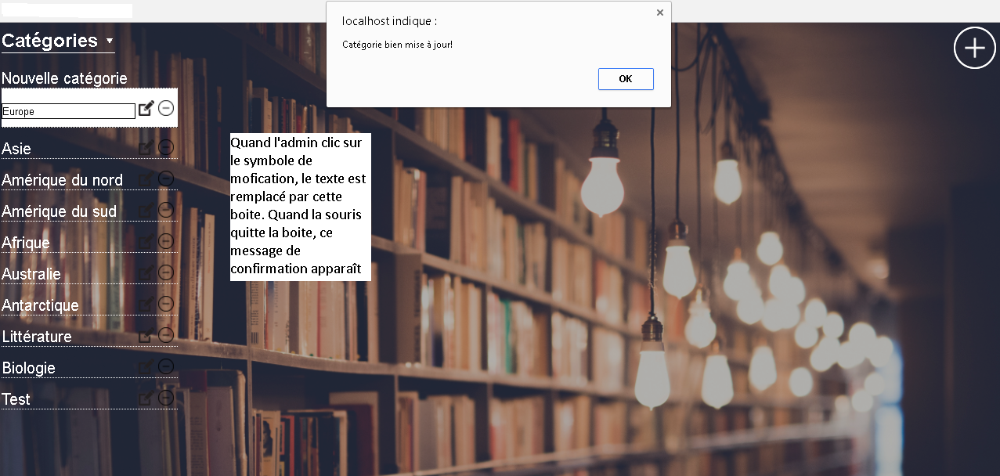 localhost indique :
Catégorie bien mise à jour!
OK
Catégories
Nouvelle catégorie
Europe
Asie
Amérique du nord
Amérique du sud
Afrique
Australie
Antarctique
Littérature
Biologie
Test
Quand l'admin clic sur
le symbole de
mofication, le texte est
remplacé par cette
boite. Quand la souris
quitte la boite, ce
message de
confirmation apparaît